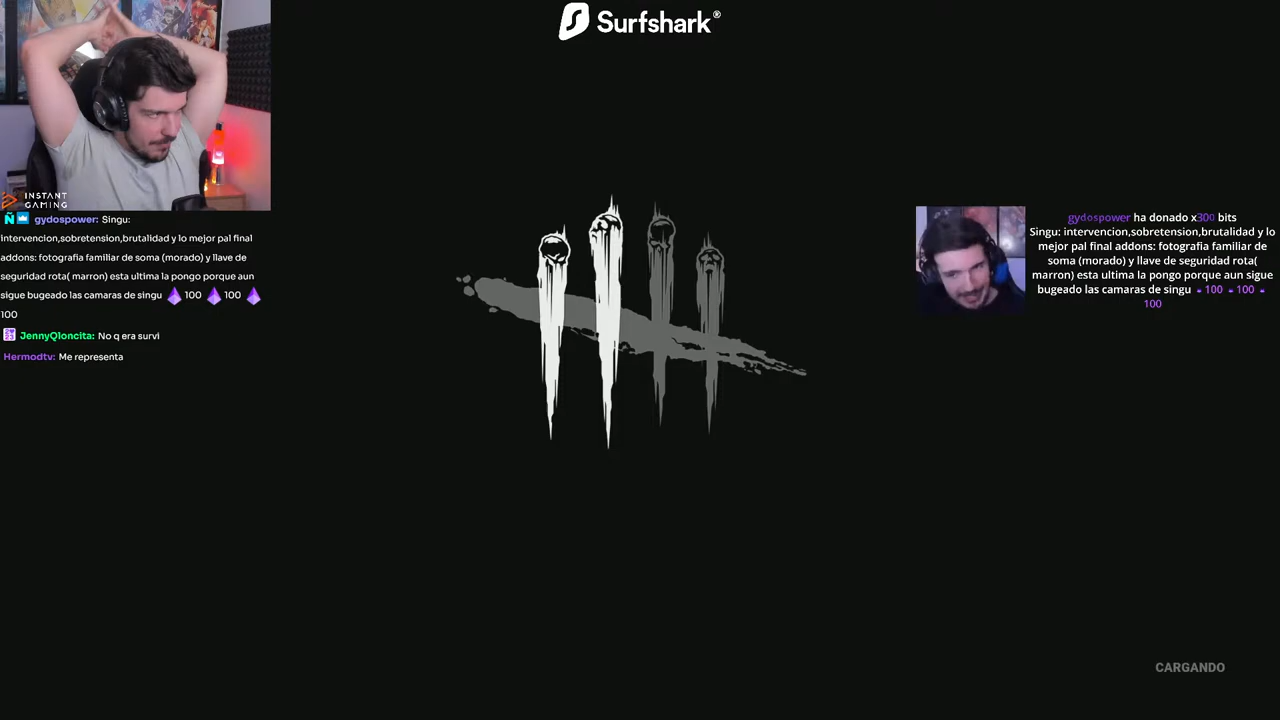 Surfshark®
INSTANT
GAMING
Ñ gydospower: Singu:
intervencion,sobretension,brutalidad y lo mejor pal final
addons: fotografia familiar de soma (morado) y llave de
seguridad rota( marron) esta ultima la pongo porque aun
sigue bugeado las camaras de singu 100 100
100
JennyQloncita: No q era survi
Hermodtv: Me representa
gydospower ha donado x300 bits
Singu: intervencion,sobretension,brutalidad y lo
mejor pal final addons: fotografia familiar de
soma (morado) y llave de seguridad rota(
marron) esta ultima la pongo porque aun sigue
bugeado las camaras de singu 100 100
100
CARGANDO